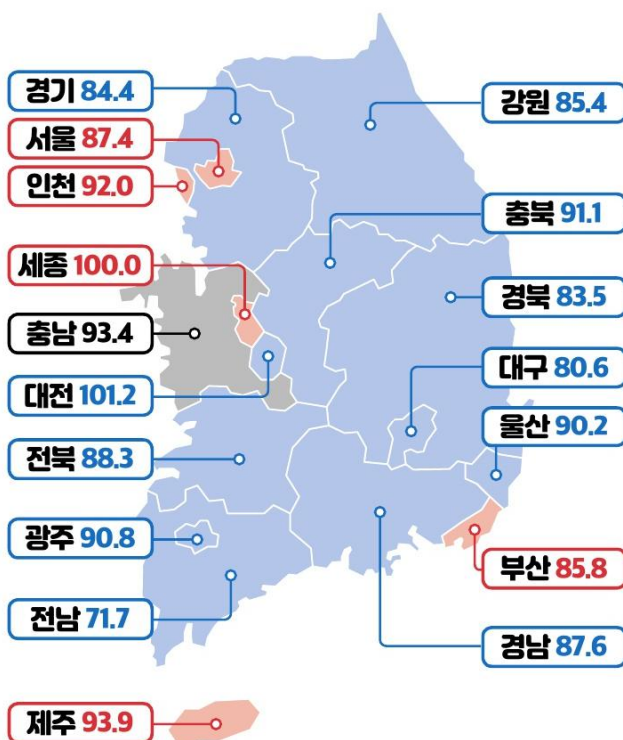 경기 84.4
서울 87.4
인천 92.0
세종 100.0
충남 93.4
대전 101.2
전북 88.3
광주 90.8
전남 71.7
제주 93.9
강원 85.4
충북 91.1
경북 83.5
대구 80.6
울산 90.2
부산 85.8
경남 87.6